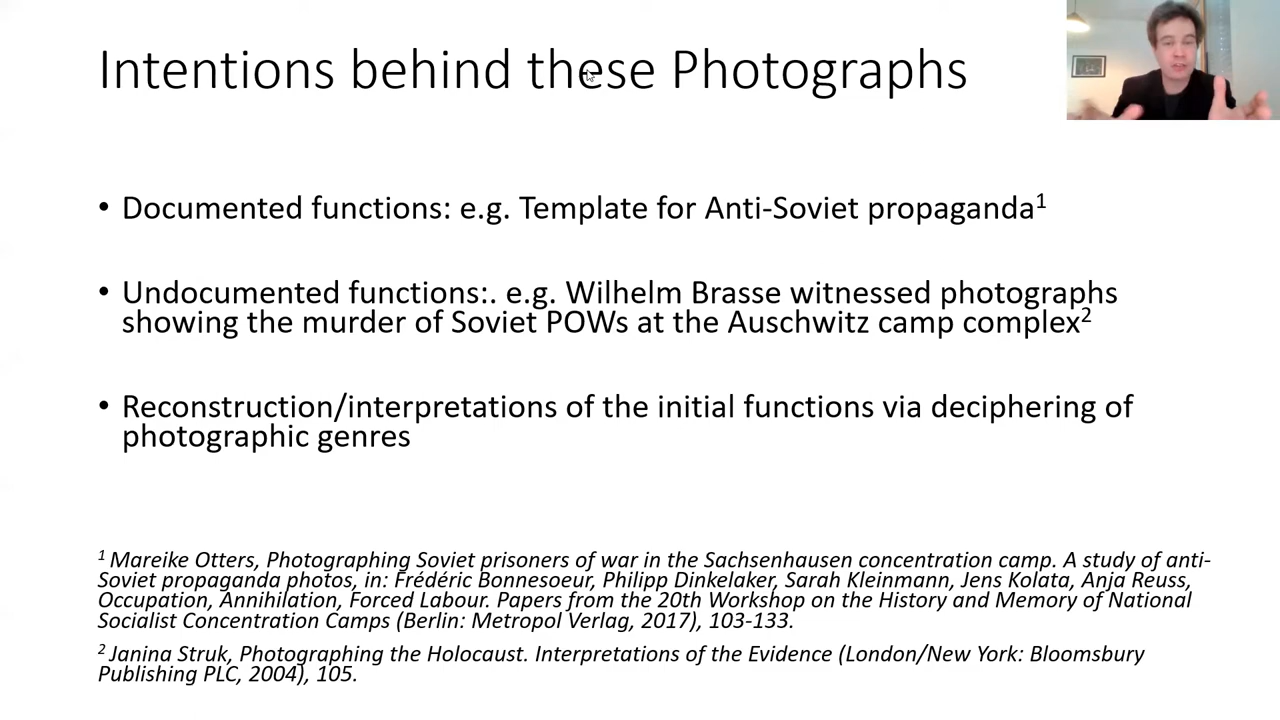 Intentions behind these Photographs
• Documented functions: e.g. Template for Anti-Soviet propaganda1
• Undocumented functions:. e.g. Wilhelm Brasse witnessed photographs
showing the murder of Soviet POWs at the Auschwitz camp complex2
• Reconstruction/interpretations of the initial functions via deciphering of
photographic genres
1 Mareike Otters, Photographing Soviet prisoners of war in the Sachsenhausen concentration camp. A study of anti-
Soviet propaganda photos, in: Frédéric Bonnesoeur, Philipp Dinkelaker, Sarah Kleinmann, Jens Kolata, Anja Reuss,
Occupation, Annihilation, Forced Labour. Papers from the 20th Workshop on the History and Memory of National
Socialist Concentration Camps (Berlin: Metropol Verlag, 2017), 103-133.
2 Janina Struk, Photographing the Holocaust. Interpretations of the Evidence (London/New York: Bloomsbury
Publishing PLC, 2004), 105.